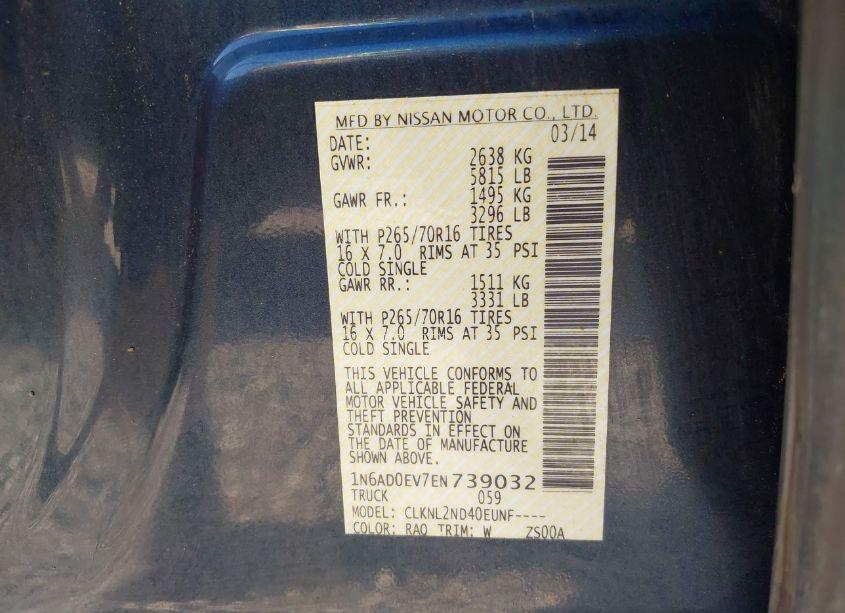 MFD BY NISSAN MOTOR CO., LTD.
DATE: 03/14
GVWR: 2638 KG
5815 LB
GAWR FR.: 1495 KG
3296 LB
WITH P265/70R16 TIRES
16 X 7.0 RIMS AT 35 PSI
COLD SINGLE
GAWR RR.: 1511 KG
3331 LB
WITH P265/70R16 TIRES
16 X 7.0 RIMS AT 35 PSI
COLD SINGLE
THIS VEHICLE CONFORMS TO
ALL APPLICABLE FEDERAL
MOTOR VEHICLE SAFETY AND
THEFT PREVENTION
STANDARDS IN EFFECT ON
THE DATE OF MANUFACTURE
SHOWN ABOVE.
1N6AD0EV7EN739032
TRUCK 059
MODEL: CLKNL2ND40EUNF----
COLOR: RAQ TRIM: W ZS00A